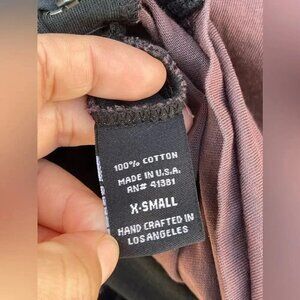 100% COTTON
MADE IN U.S.A.
RN# 41381
X-SMALL
HAND CRAFTED IN
LOS ANGELES